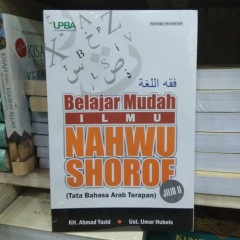 LPBA
فقه اللغة
Belajar Mudah
ILMU
NAHWU
SHOROF
JILID II
(Tata Bahasa Arab Terapan)
KH. Ahmad Yazid
Ust. Umar Hubeis